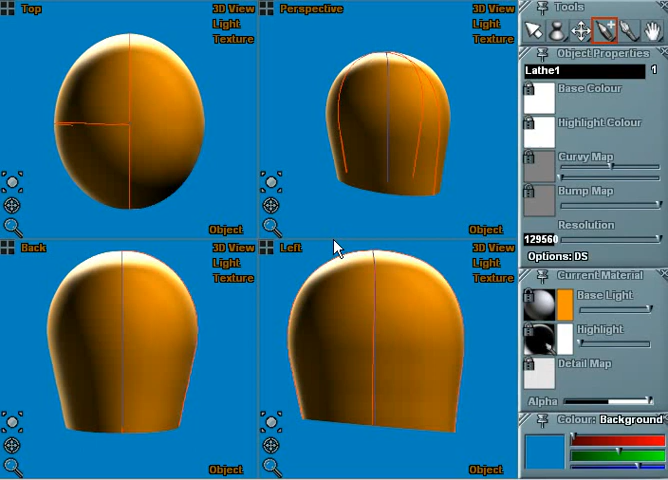 Top
3D View
Light
Texture
Object
Perspective
3D View
Light
Texture
Object
Back
3D View
Light
Texture
Object
Left
3D View
Light
Texture
Object
Tools
Object Properties
Lathe1 1
Base Colour
Highlight Colour
Curvy Map
Bump Map
Resolution
129560
Options: DS
Current Material
Base Light
Highlight
Detail Map
Alpha
Colour: Background